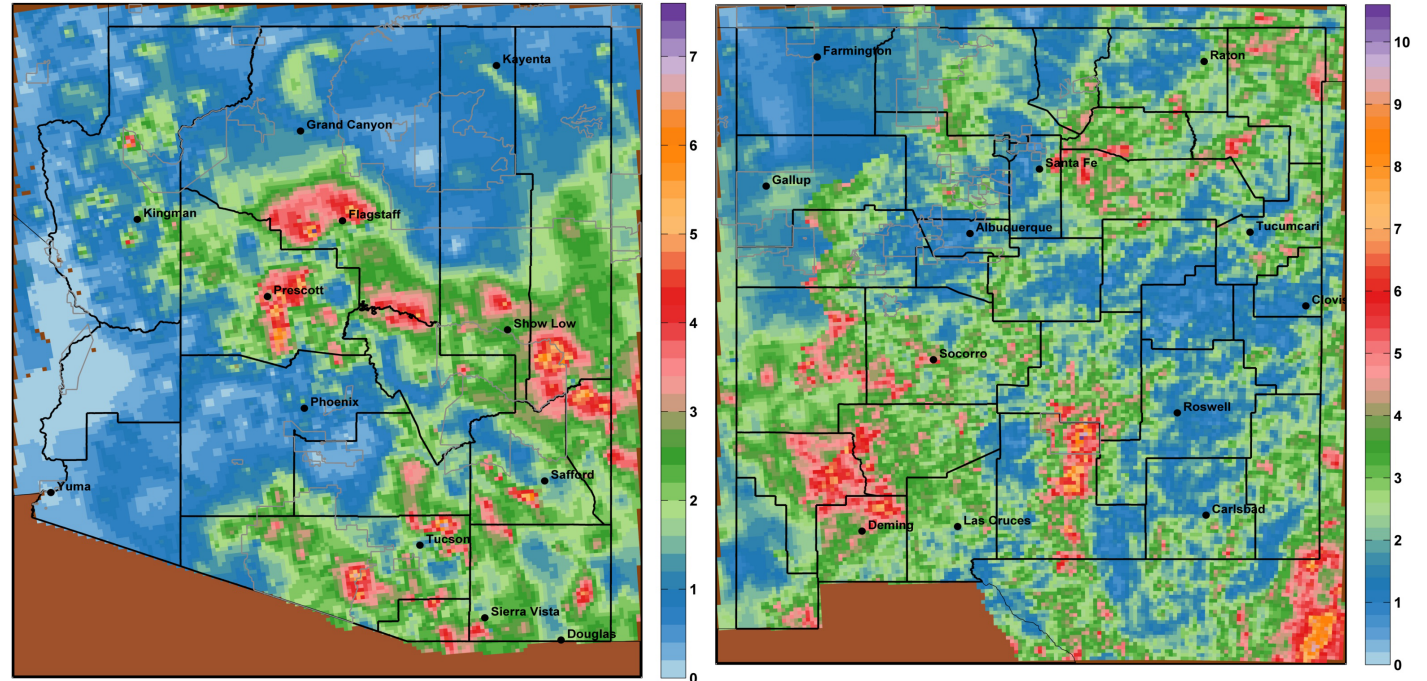 Kayenta
Grand Canyon
Kingman
Flagstaff
Prescott
Show Low
Phoenix
Safford
Yuma
Tucson
Sierra Vista
Douglas
7
6
5
4
3
2
1
0
Farmington
Raton
Santa Fe
Gallup
Albuquerque
Tucumcari
Clovis
Socorro
Roswell
Carlsbad
Las Cruces
Deming
10
9
8
7
6
5
4
3
2
1
0